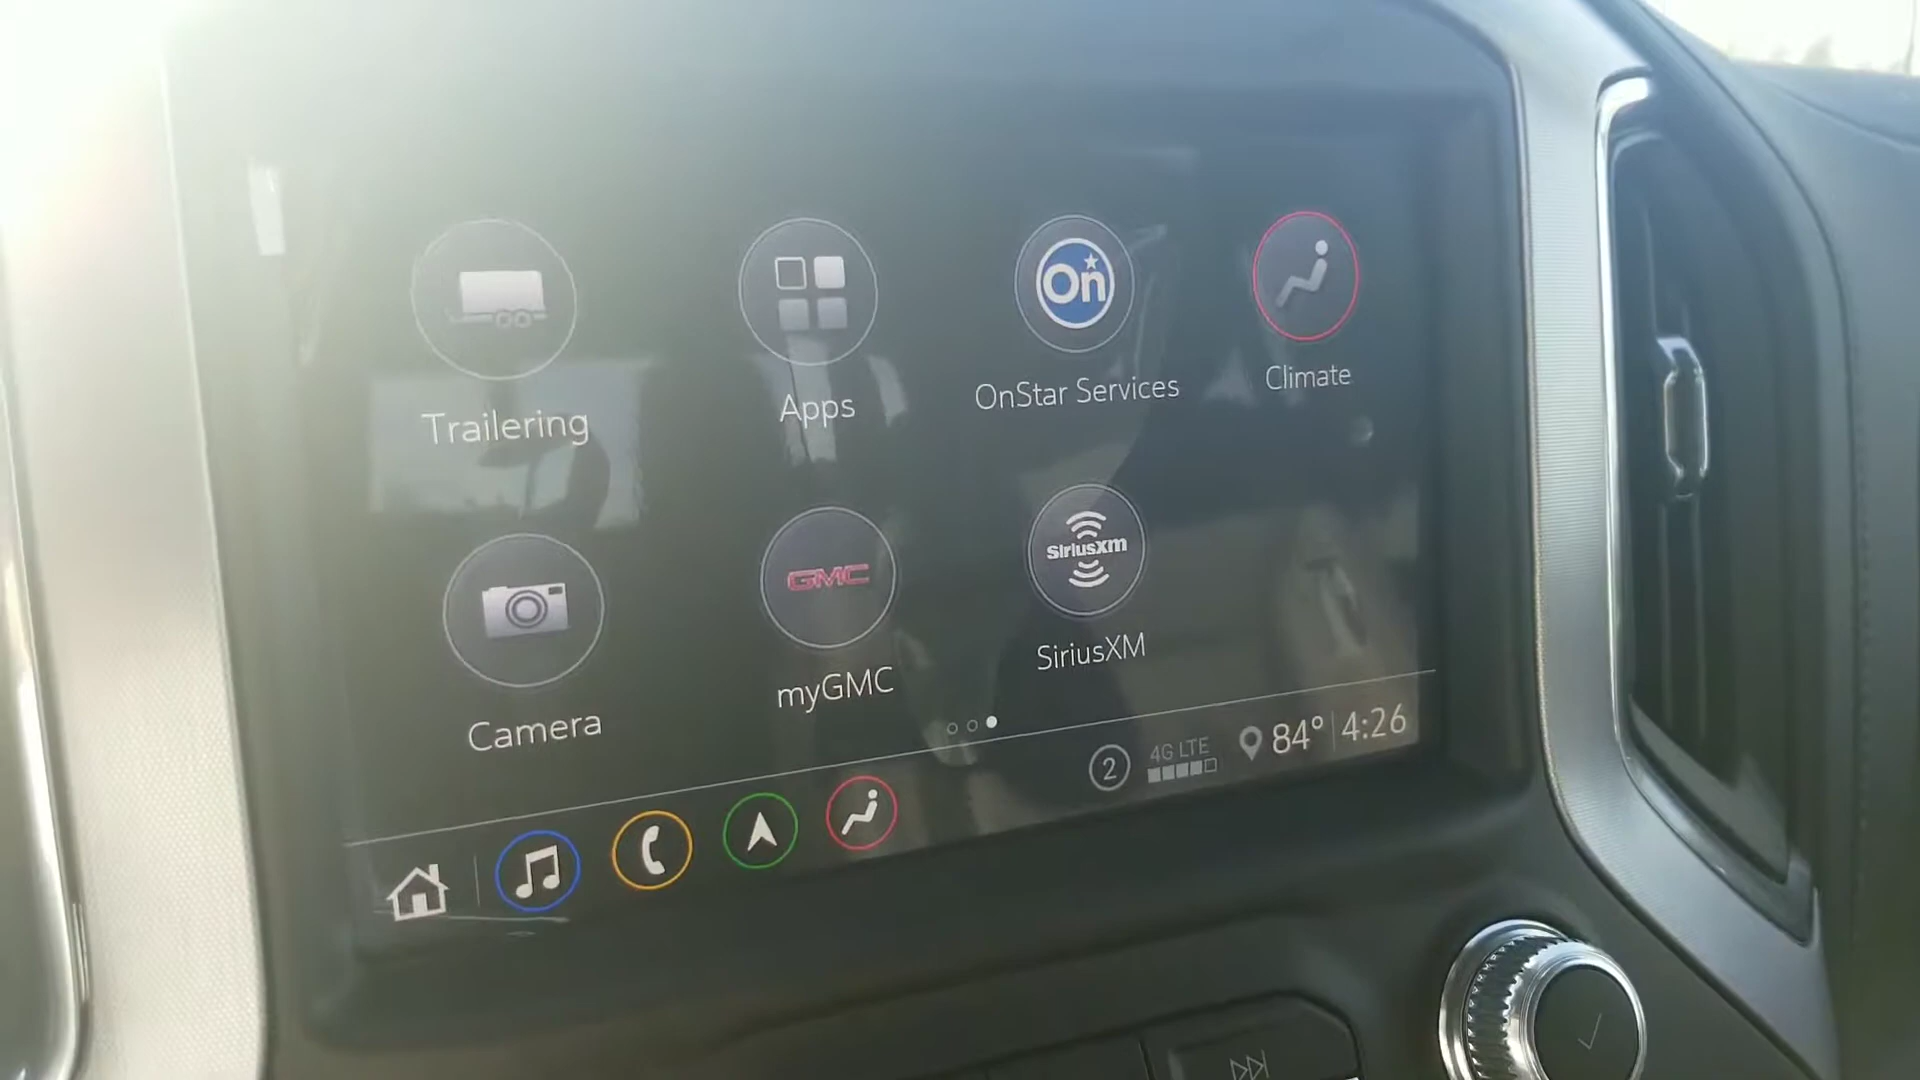 On
Trailering
Apps
OnStar Services
Climate
GMC
SiriusXm
Camera
myGMC
SiriusXM
2
4G LTE
84° 4:26